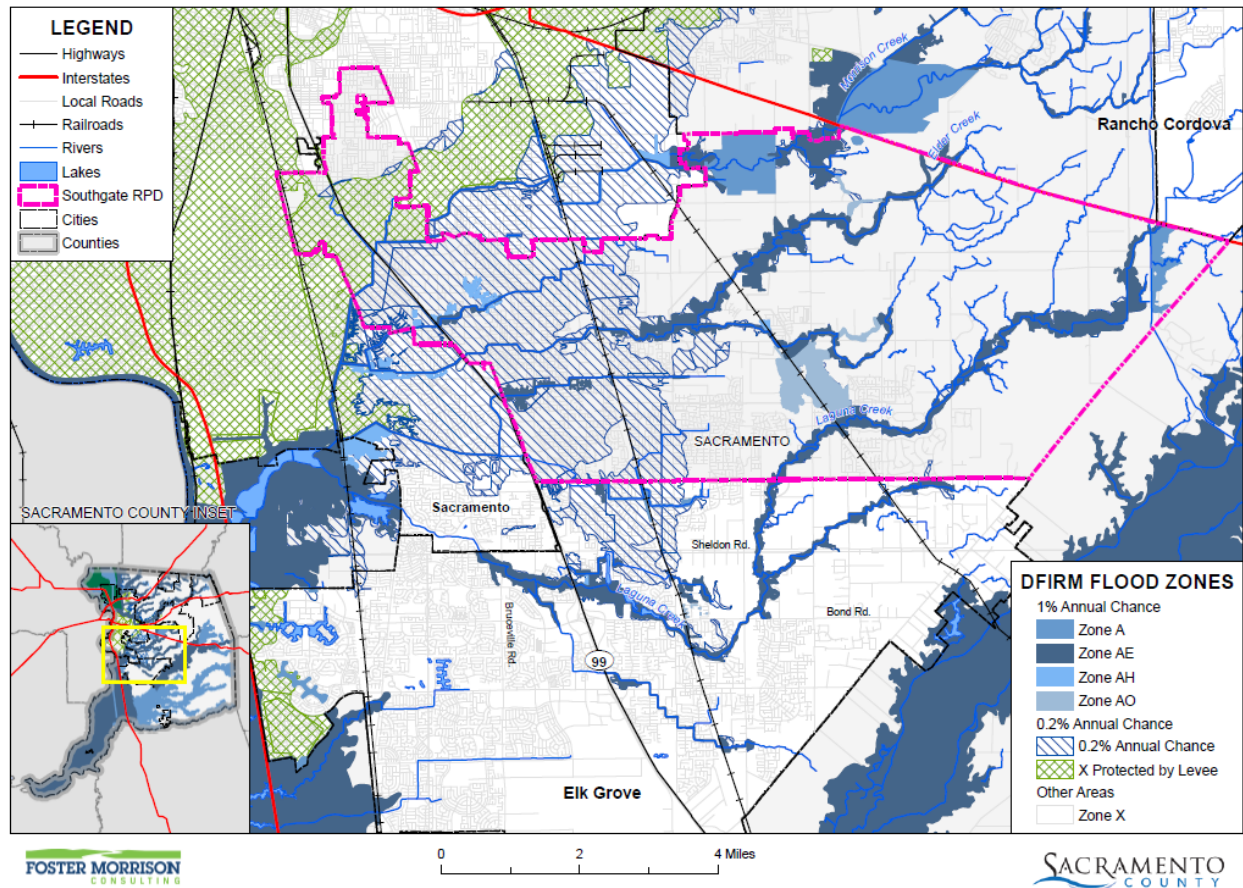 LEGEND
Highways
Interstates
Local Roads
Railroads
Rivers
Lakes
Southgate RPD
Cities
Counties
Morrison Creek
Elder Creek
Rancho Cordova
Laguna Creek
SACRAMENTO
SACRAMENTO COUNTY INSET
Sacramento
Sheldon Rd.
Laguna Creek
Bond Rd.
Bruceville Rd.
99
Elk Grove
DFIRM FLOOD ZONES
1% Annual Chance
Zone A
Zone AE
Zone AH
Zone AO
0.2% Annual Chance
0.2% Annual Chance
X Protected by Levee
Other Areas
Zone X
FOSTER MORRISON
CONSULTING
0 2 4 Miles
SACRAMENTO
COUNTY